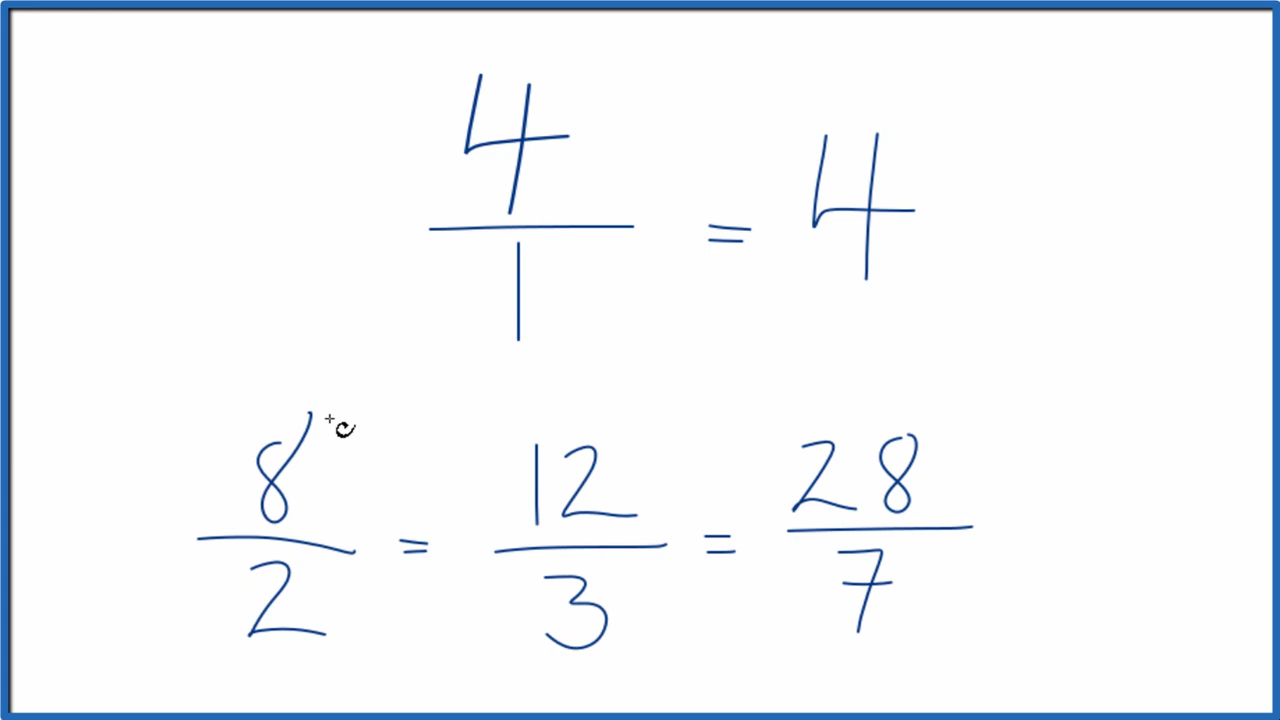 4/1 = 4
8/2 = 12/3 = 28/7